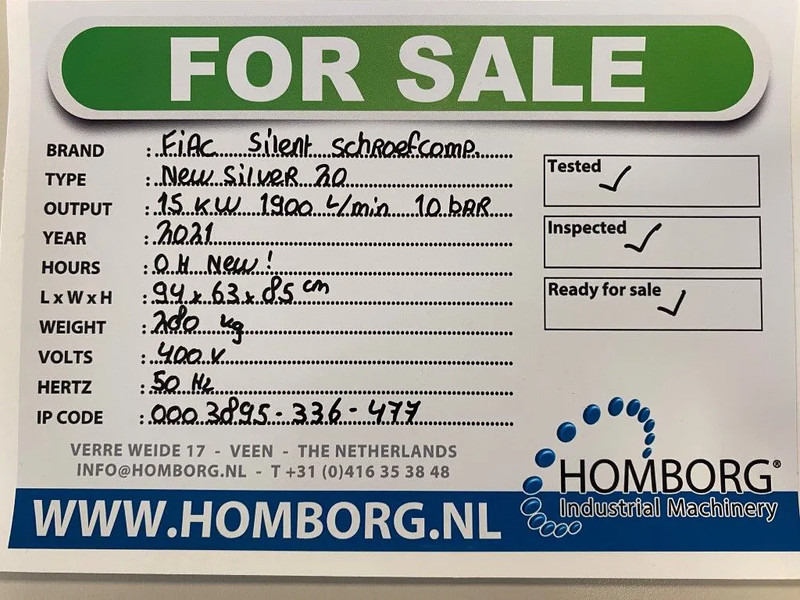 FOR SALE
BRAND : FiAC Silent schroefcomp.
TYPE : New Silver 20
OUTPUT : 15 KW 1900 L/min 10 bar
YEAR : 2021
HOURS : 0 H New!
L x W x H : 94 x 63 x 85 cm
WEIGHT : 280 kg
VOLTS : 400 V
HERTZ : 50 Hz
IP CODE : 000 3895 - 336 - 477
Tested ✓
Inspected ✓
Ready for sale ✓
VERRE WEIDE 17 - VEEN - THE NETHERLANDS
INFO@HOMBORG.NL - T +31 (0)416 35 38 48
WWW.HOMBORG.NL
HOMBORG®
Industrial Machinery